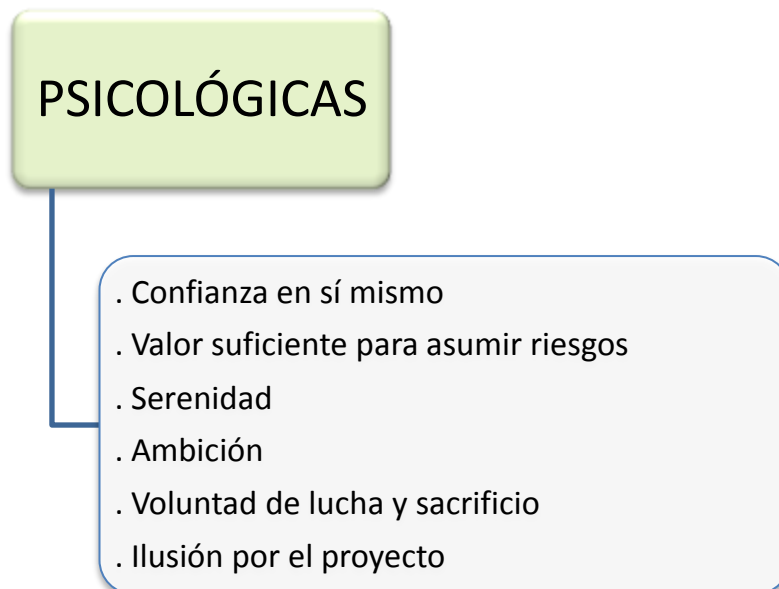 PSICOLÓGICAS
. Confianza en sí mismo
. Valor suficiente para asumir riesgos
. Serenidad
. Ambición
. Voluntad de lucha y sacrificio
. Ilusión por el proyecto